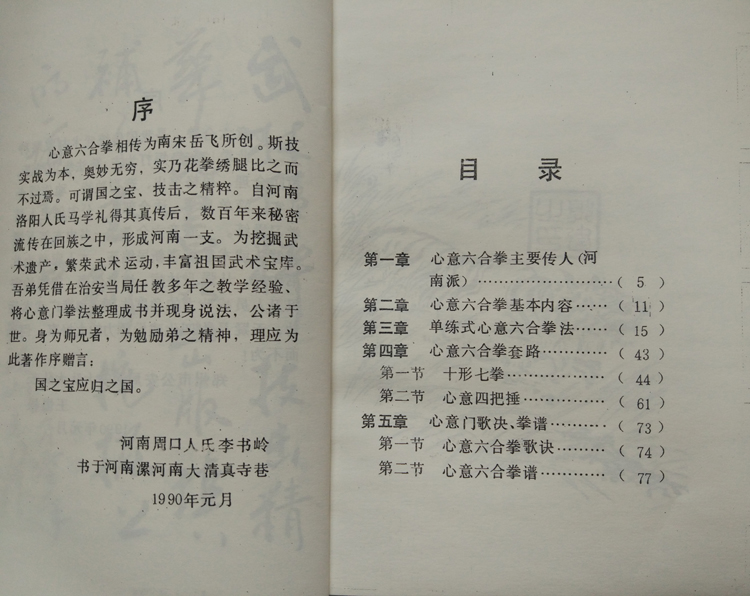 序
心意六合拳相传为南宋岳飞所创。斯技
实战为本，奥妙无穷，实乃花拳绣腿比之而
不过焉。可谓国之宝、技击之精粹。自河南
洛阳人氏马学礼得其真传后，数百年来秘密
流传在回族之中，形成河南一支。为挖掘武
术遗产，繁荣武术运动，丰富祖国武术宝库。
吾弟凭借在治安当局任教多年之教学经验、
将心意门拳法整理成书并现身说法，公诸于
世。身为师兄者，为勉励弟之精神，理应为
此著作序赠言：
国之宝应归之国。
河南周口人氏李书岭
书于河南漯河南大清真寺巷
1990年元月
目 录
第一章 心意六合拳主要传人（河
南派）……………………（ 5 ）
第二章 心意六合拳基本内容……（ 11 ）
第三章 单练式心意六合拳法……（ 15 ）
第四章 心意六合拳套路…………（ 43 ）
第一节 十形七拳…………………（ 44 ）
第二节 心意四把捶………………（ 61 ）
第五章 心意门歌决、拳谱………（ 73 ）
第一节 心意六合拳歌诀…………（ 74 ）
第二节 心意六合拳谱……………（ 77 ）